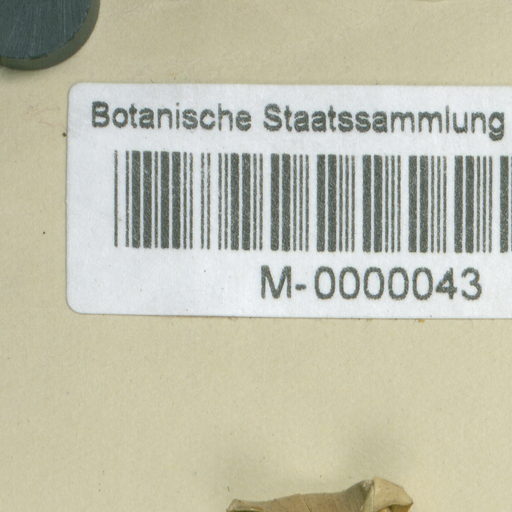 Botanische Staatssammlung
M-0000043